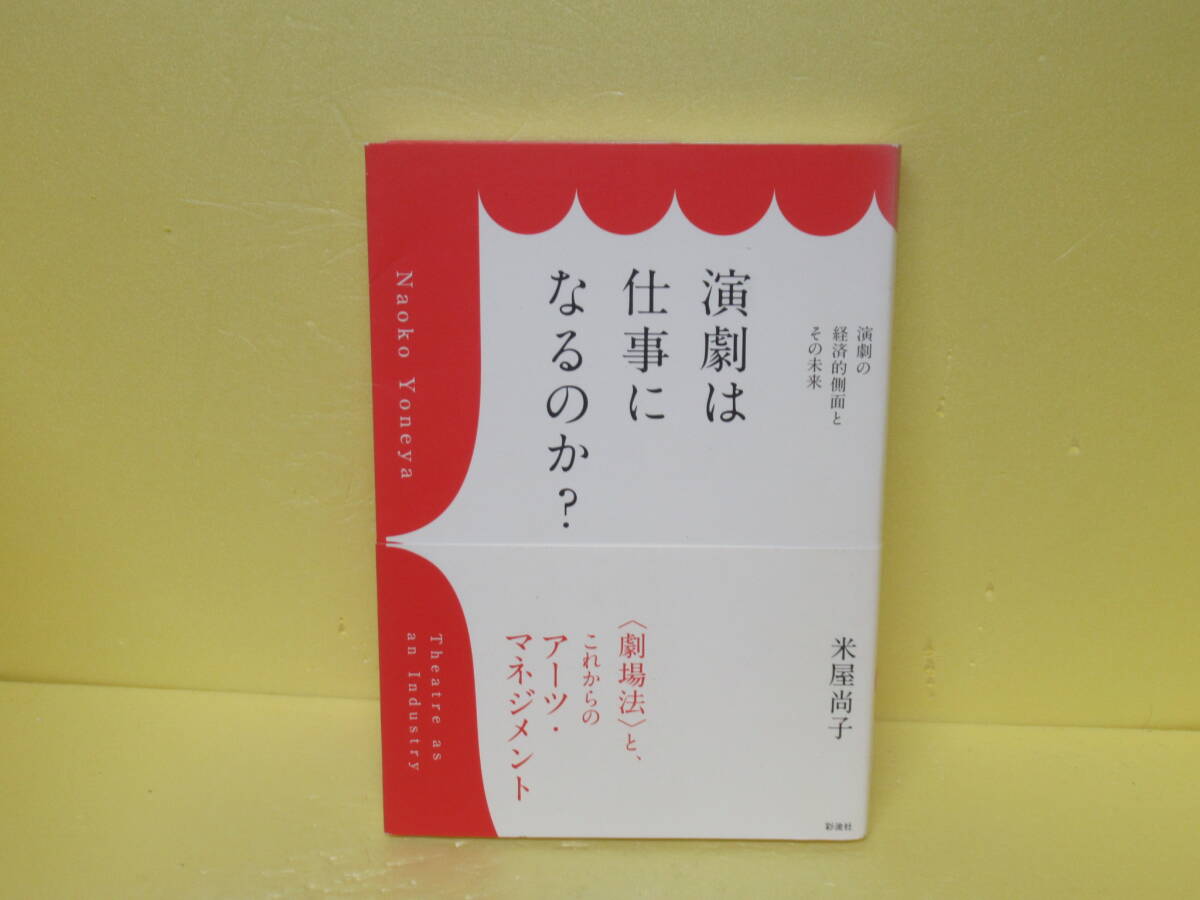 演劇の
経済的側面と
その未来
演劇は
仕事に
なるのか？
Naoko Yoneya
米屋尚子
〈劇場法〉と、
これからの
アーツ・
マネジメント
Theatre as
an Industry
彩流社